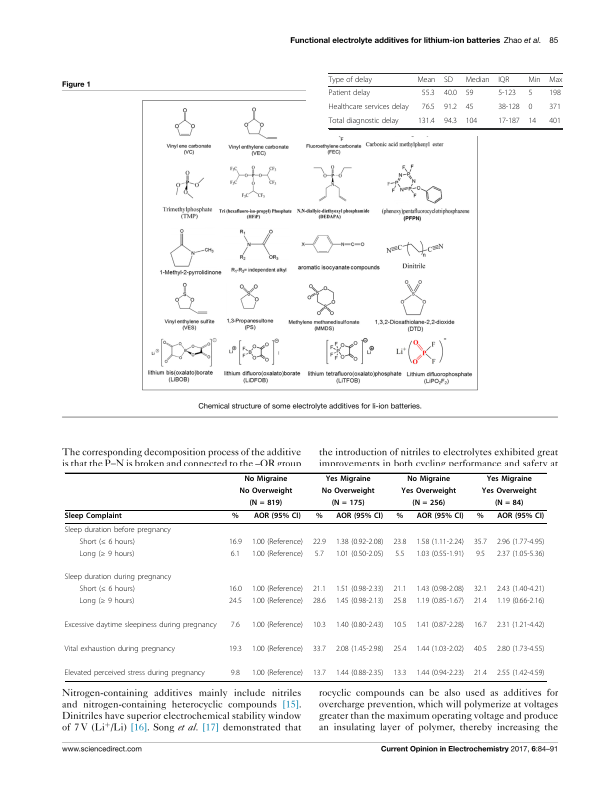 Functional electrolyte additives for lithium-ion batteries Zhao et al. 85
Figure 1
Type of delay Mean SD Median IQR Min Max
Patient delay 55.3 40.0 59 5-123 5 198
Healthcare services delay 76.5 91.2 45 38-128 0 371
Total diagnostic delay 131.4 94.3 104 17-187 14 401
Vinyl ene carbonate
(VC)
Vinyl enthylene carbonate
(VEC)
Fluoroethylene carbonate
(FEC)
Carbonic acid methylphenyl ester
Trimethylphosphate
(TMP)
Tri (hexafluoro-iso-propyl) Phosphate
(HFiP)
N,N-diallyic-diethyoxyl phosphamide
(DEDAPA)
(phenoxy)pentafluorocyclotriphosphazene
(PFPN)
1-Methyl-2-pyrrolidinone
R₁-R₃= independent alkyl
aromatic isocyanate compounds
Dinitrile
Vinyl enthylene sulfite
(VES)
1,3-Propanesultone
(PS)
Methylene methanedisulfonate
(MMDS)
1,3,2-Dioxathiolane-2,2-dioxide
(DTD)
lithium bis(oxalato)borate
(LiBOB)
lithium difluoro(oxalato)borate
(LiDFOB)
lithium tetrafluoro(oxalato)phosphate
(LiTFOB)
Lithium difluorophosphate
(LiPO₂F₂)
Chemical structure of some electrolyte additives for li-ion batteries.
The corresponding decomposition process of the additive
is that the P–N is broken and connected to the –OR group
the introduction of nitriles to electrolytes exhibited great
improvements in both cycling performance and safety at
No Migraine Yes Migraine No Migraine Yes Migraine
No Overweight No Overweight Yes Overweight Yes Overweight
(N = 819) (N = 175) (N = 256) (N = 84)
Sleep Complaint % AOR (95% CI) % AOR (95% CI) % AOR (95% CI) % AOR (95% CI)
Sleep duration before pregnancy
Short (≤ 6 hours) 16.9 1.00 (Reference) 22.9 1.38 (0.92-2.08) 23.8 1.58 (1.11-2.24) 35.7 2.96 (1.77-4.95)
Long (≥ 9 hours) 6.1 1.00 (Reference) 5.7 1.01 (0.50-2.05) 5.5 1.03 (0.55-1.91) 9.5 2.37 (1.05-5.36)
Sleep duration during pregnancy
Short (≤ 6 hours) 16.0 1.00 (Reference) 21.1 1.51 (0.98-2.33) 21.1 1.43 (0.98-2.08) 32.1 2.43 (1.40-4.21)
Long (≥ 9 hours) 24.5 1.00 (Reference) 28.6 1.45 (0.98-2.13) 25.8 1.19 (0.85-1.67) 21.4 1.19 (0.66-2.16)
Excessive daytime sleepiness during pregnancy 7.6 1.00 (Reference) 10.3 1.40 (0.80-2.43) 10.5 1.41 (0.87-2.28) 16.7 2.31 (1.21-4.42)
Vital exhaustion during pregnancy 19.3 1.00 (Reference) 33.7 2.08 (1.45-2.98) 25.4 1.44 (1.03-2.02) 40.5 2.80 (1.73-4.55)
Elevated perceived stress during pregnancy 9.8 1.00 (Reference) 13.7 1.44 (0.88-2.35) 13.3 1.44 (0.94-2.23) 21.4 2.55 (1.42-4.59)
Nitrogen-containing additives mainly include nitriles
and nitrogen-containing heterocyclic compounds [15].
Dinitriles have superior electrochemical stability window
of 7 V (Li⁺/Li) [16]. Song et al. [17] demonstrated that
rocyclic compounds can be also used as additives for
overcharge prevention, which will polymerize at voltages
greater than the maximum operating voltage and produce
an insulating layer of polymer, thereby increasing the
www.sciencedirect.com Current Opinion in Electrochemistry 2017, 6:84–91